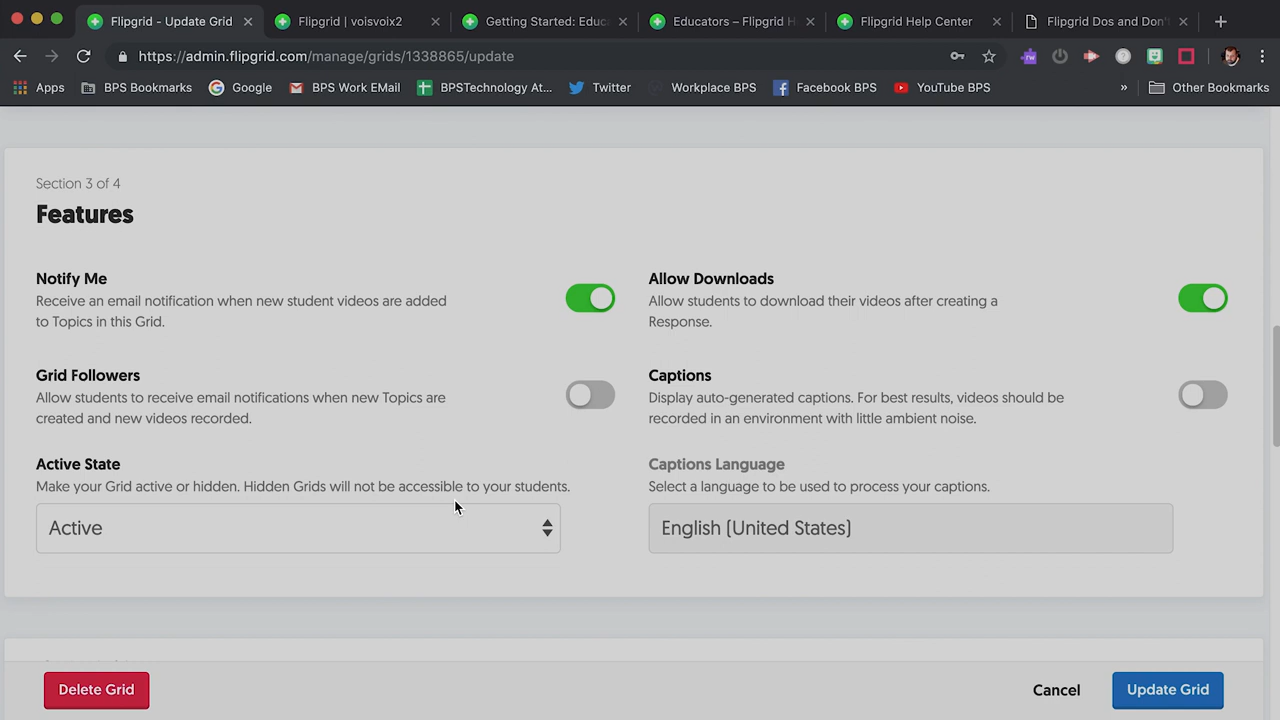 Flipgrid - Update Grid
Flipgrid | voisvoix2
Getting Started: Educ
Educators – Flipgrid H
Flipgrid Help Center
Flipgrid Dos and Don'
https://admin.flipgrid.com/manage/grids/1338865/update
rw
Apps
BPS Bookmarks
Google
BPS Work EMail
BPSTechnology At...
Twitter
Workplace BPS
Facebook BPS
YouTube BPS
»
Other Bookmarks
Section 3 of 4
Features
Notify Me
Receive an email notification when new student videos are added
to Topics in this Grid.
Allow Downloads
Allow students to download their videos after creating a
Response.
Grid Followers
Allow students to receive email notifications when new Topics are
created and new videos recorded.
Captions
Display auto-generated captions. For best results, videos should be
recorded in an environment with little ambient noise.
Active State
Make your Grid active or hidden. Hidden Grids will not be accessible to your students.
Active
Captions Language
Select a language to be used to process your captions.
English (United States)
Delete Grid
Cancel
Update Grid